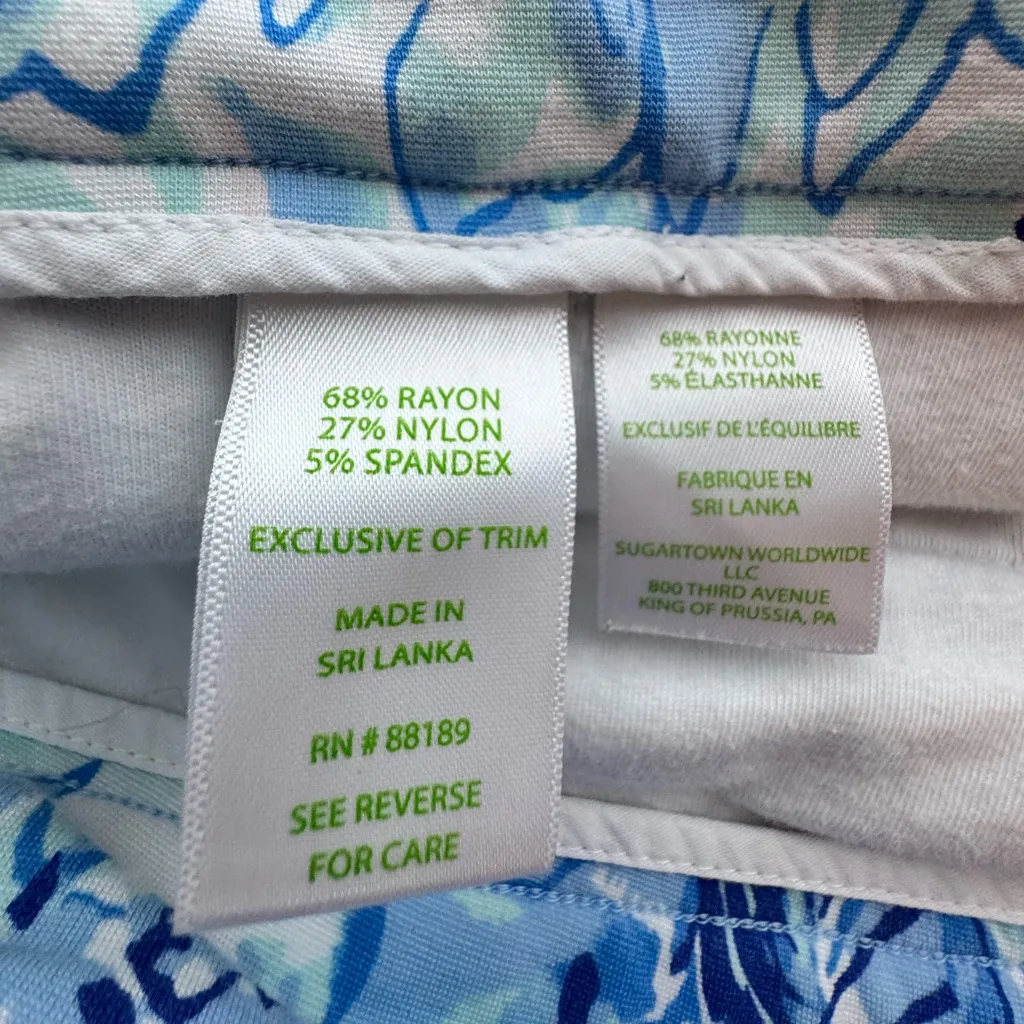 68% RAYON
27% NYLON
5% SPANDEX
EXCLUSIVE OF TRIM
MADE IN
SRI LANKA
RN # 88189
SEE REVERSE
FOR CARE
68% RAYONNE
27% NYLON
5% ÉLASTHANNE
EXCLUSIF DE L'ÉQUILIBRE
FABRIQUE EN
SRI LANKA
SUGARTOWN WORLDWIDE
LLC
800 THIRD AVENUE
KING OF PRUSSIA, PA